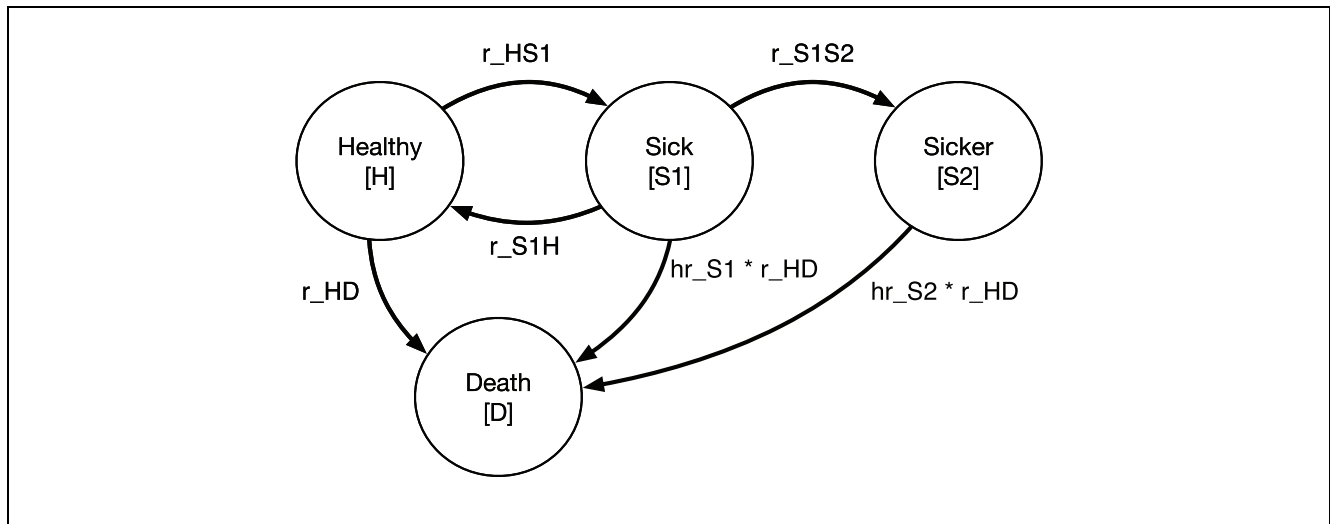 r_HS1
r_S1S2
Healthy
[H]
Sick
[S1]
Sicker
[S2]
r_S1H
hr_S1 * r_HD
r_HD
hr_S2 * r_HD
Death
[D]